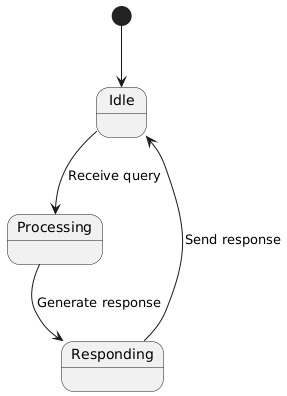 Idle
Receive query
Processing
Send response
Generate response
Responding